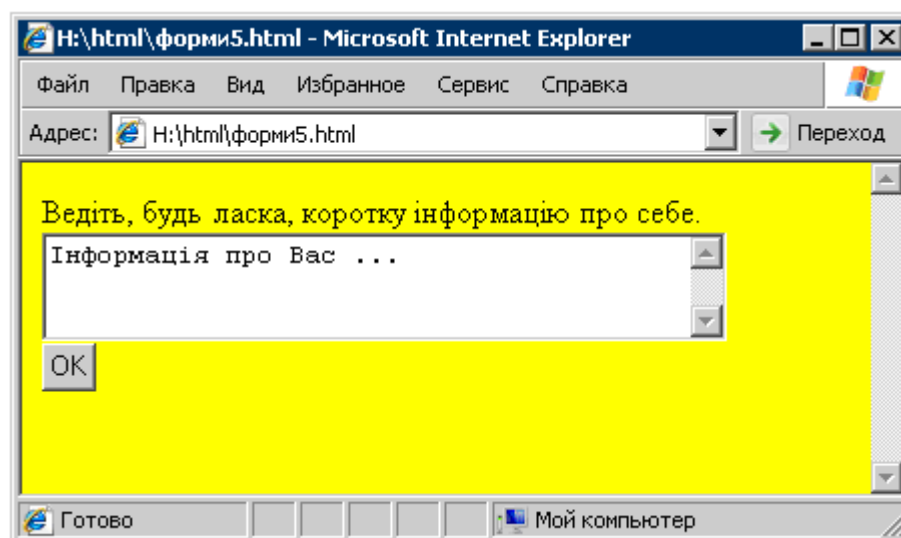 H:\html\форми5.html - Microsoft Internet Explorer
Файл Правка Вид Избранное Сервис Справка
Адрес: H:\html\форми5.html Переход
Ведіть, будь ласка, коротку інформацію про себе.
Інформація про Вас ...
OK
Готово Мой компьютер